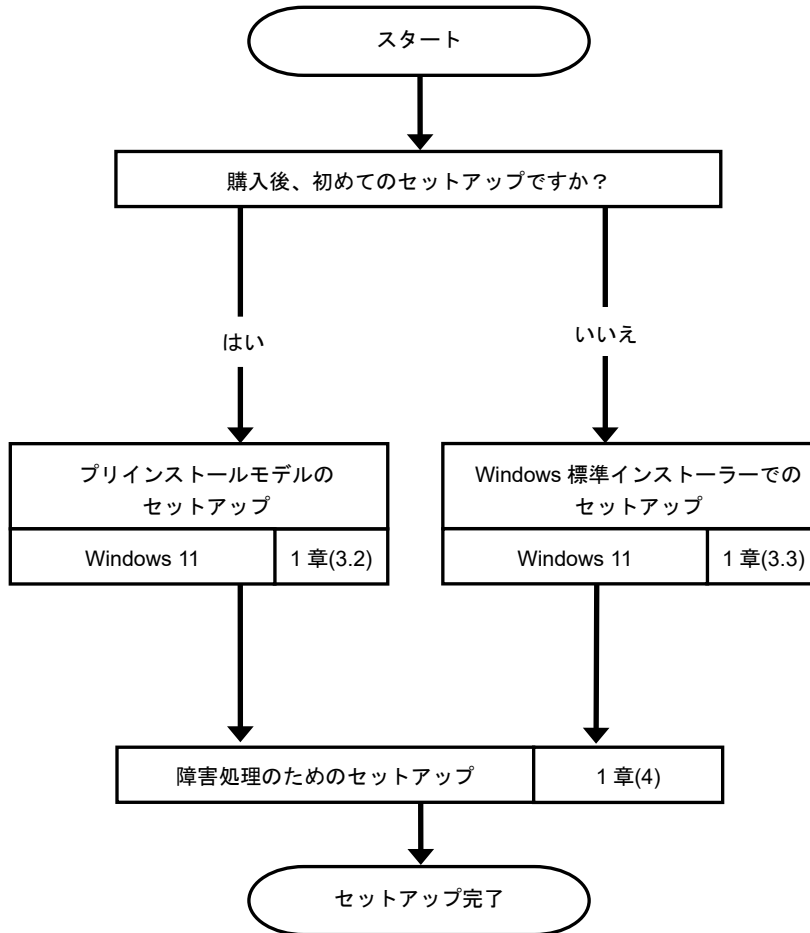 スタート
購入後、初めてのセットアップですか？
はい
いいえ
プリインストールモデルの
セットアップ
Windows 11
1 章(3.2)
Windows 標準インストーラーでの
セットアップ
Windows 11
1 章(3.3)
障害処理のためのセットアップ
1 章(4)
セットアップ完了